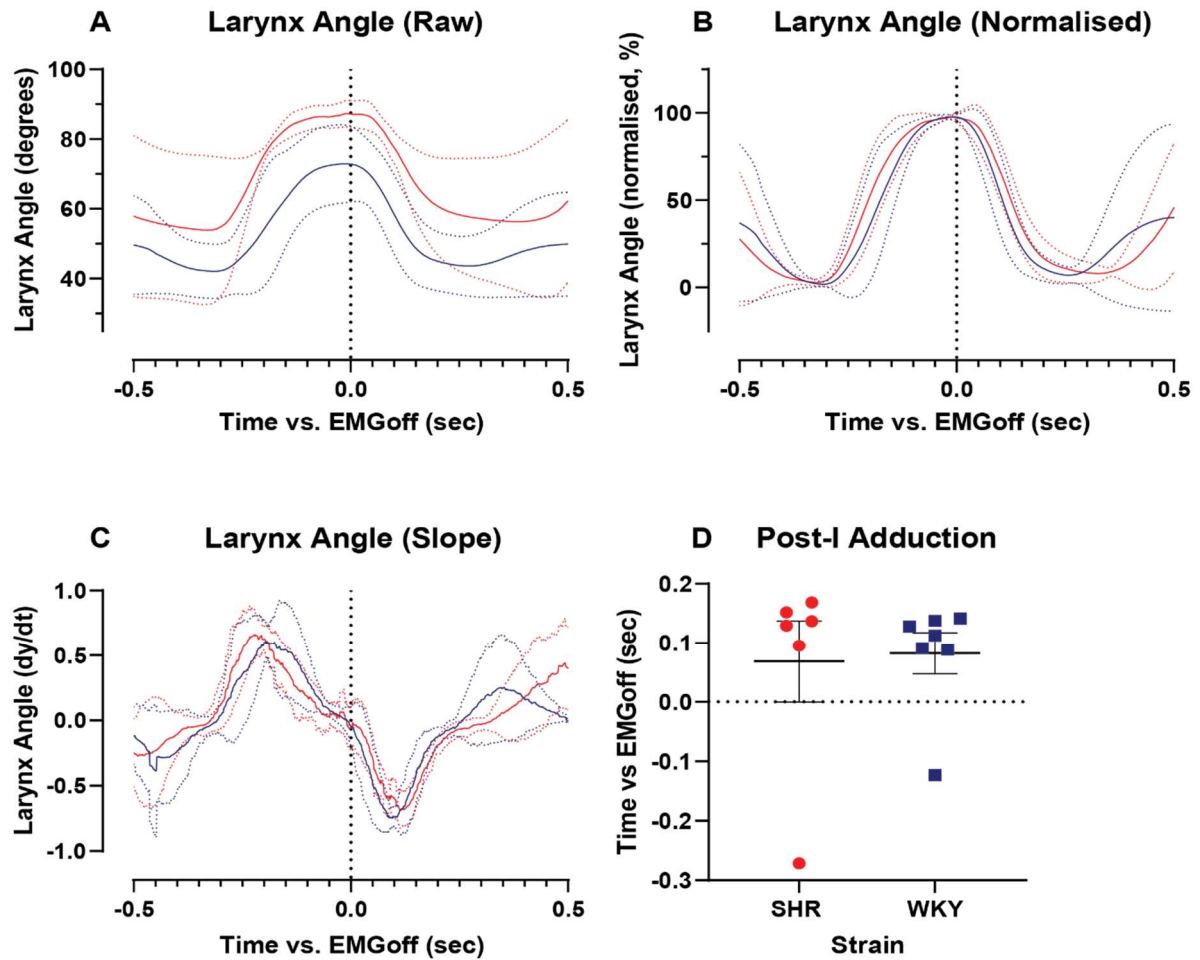 A Larynx Angle (Raw)
Larynx Angle (degrees)
100
80
60
40
-0.5 0.0 0.5
Time vs. EMGoff (sec)
B Larynx Angle (Normalised)
Larynx Angle (normalised, %)
100
50
0
-0.5 0.0 0.5
Time vs. EMGoff (sec)
C Larynx Angle (Slope)
Larynx Angle (dy/dt)
1.0
0.5
0.0
-0.5
-1.0
-0.5 0.0 0.5
Time vs. EMGoff (sec)
D Post-I Adduction
Time vs EMGoff (sec)
0.2
0.1
0.0
-0.1
-0.2
-0.3
SHR WKY
Strain